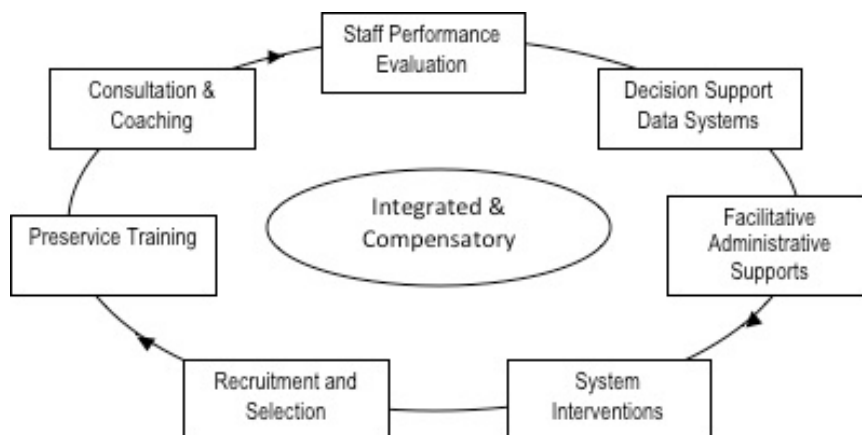 Staff Performance
Evaluation
Consultation &
Coaching
Decision Support
Data Systems
Integrated &
Compensatory
Preservice Training
Facilitative
Administrative
Supports
Recruitment and
Selection
System
Interventions